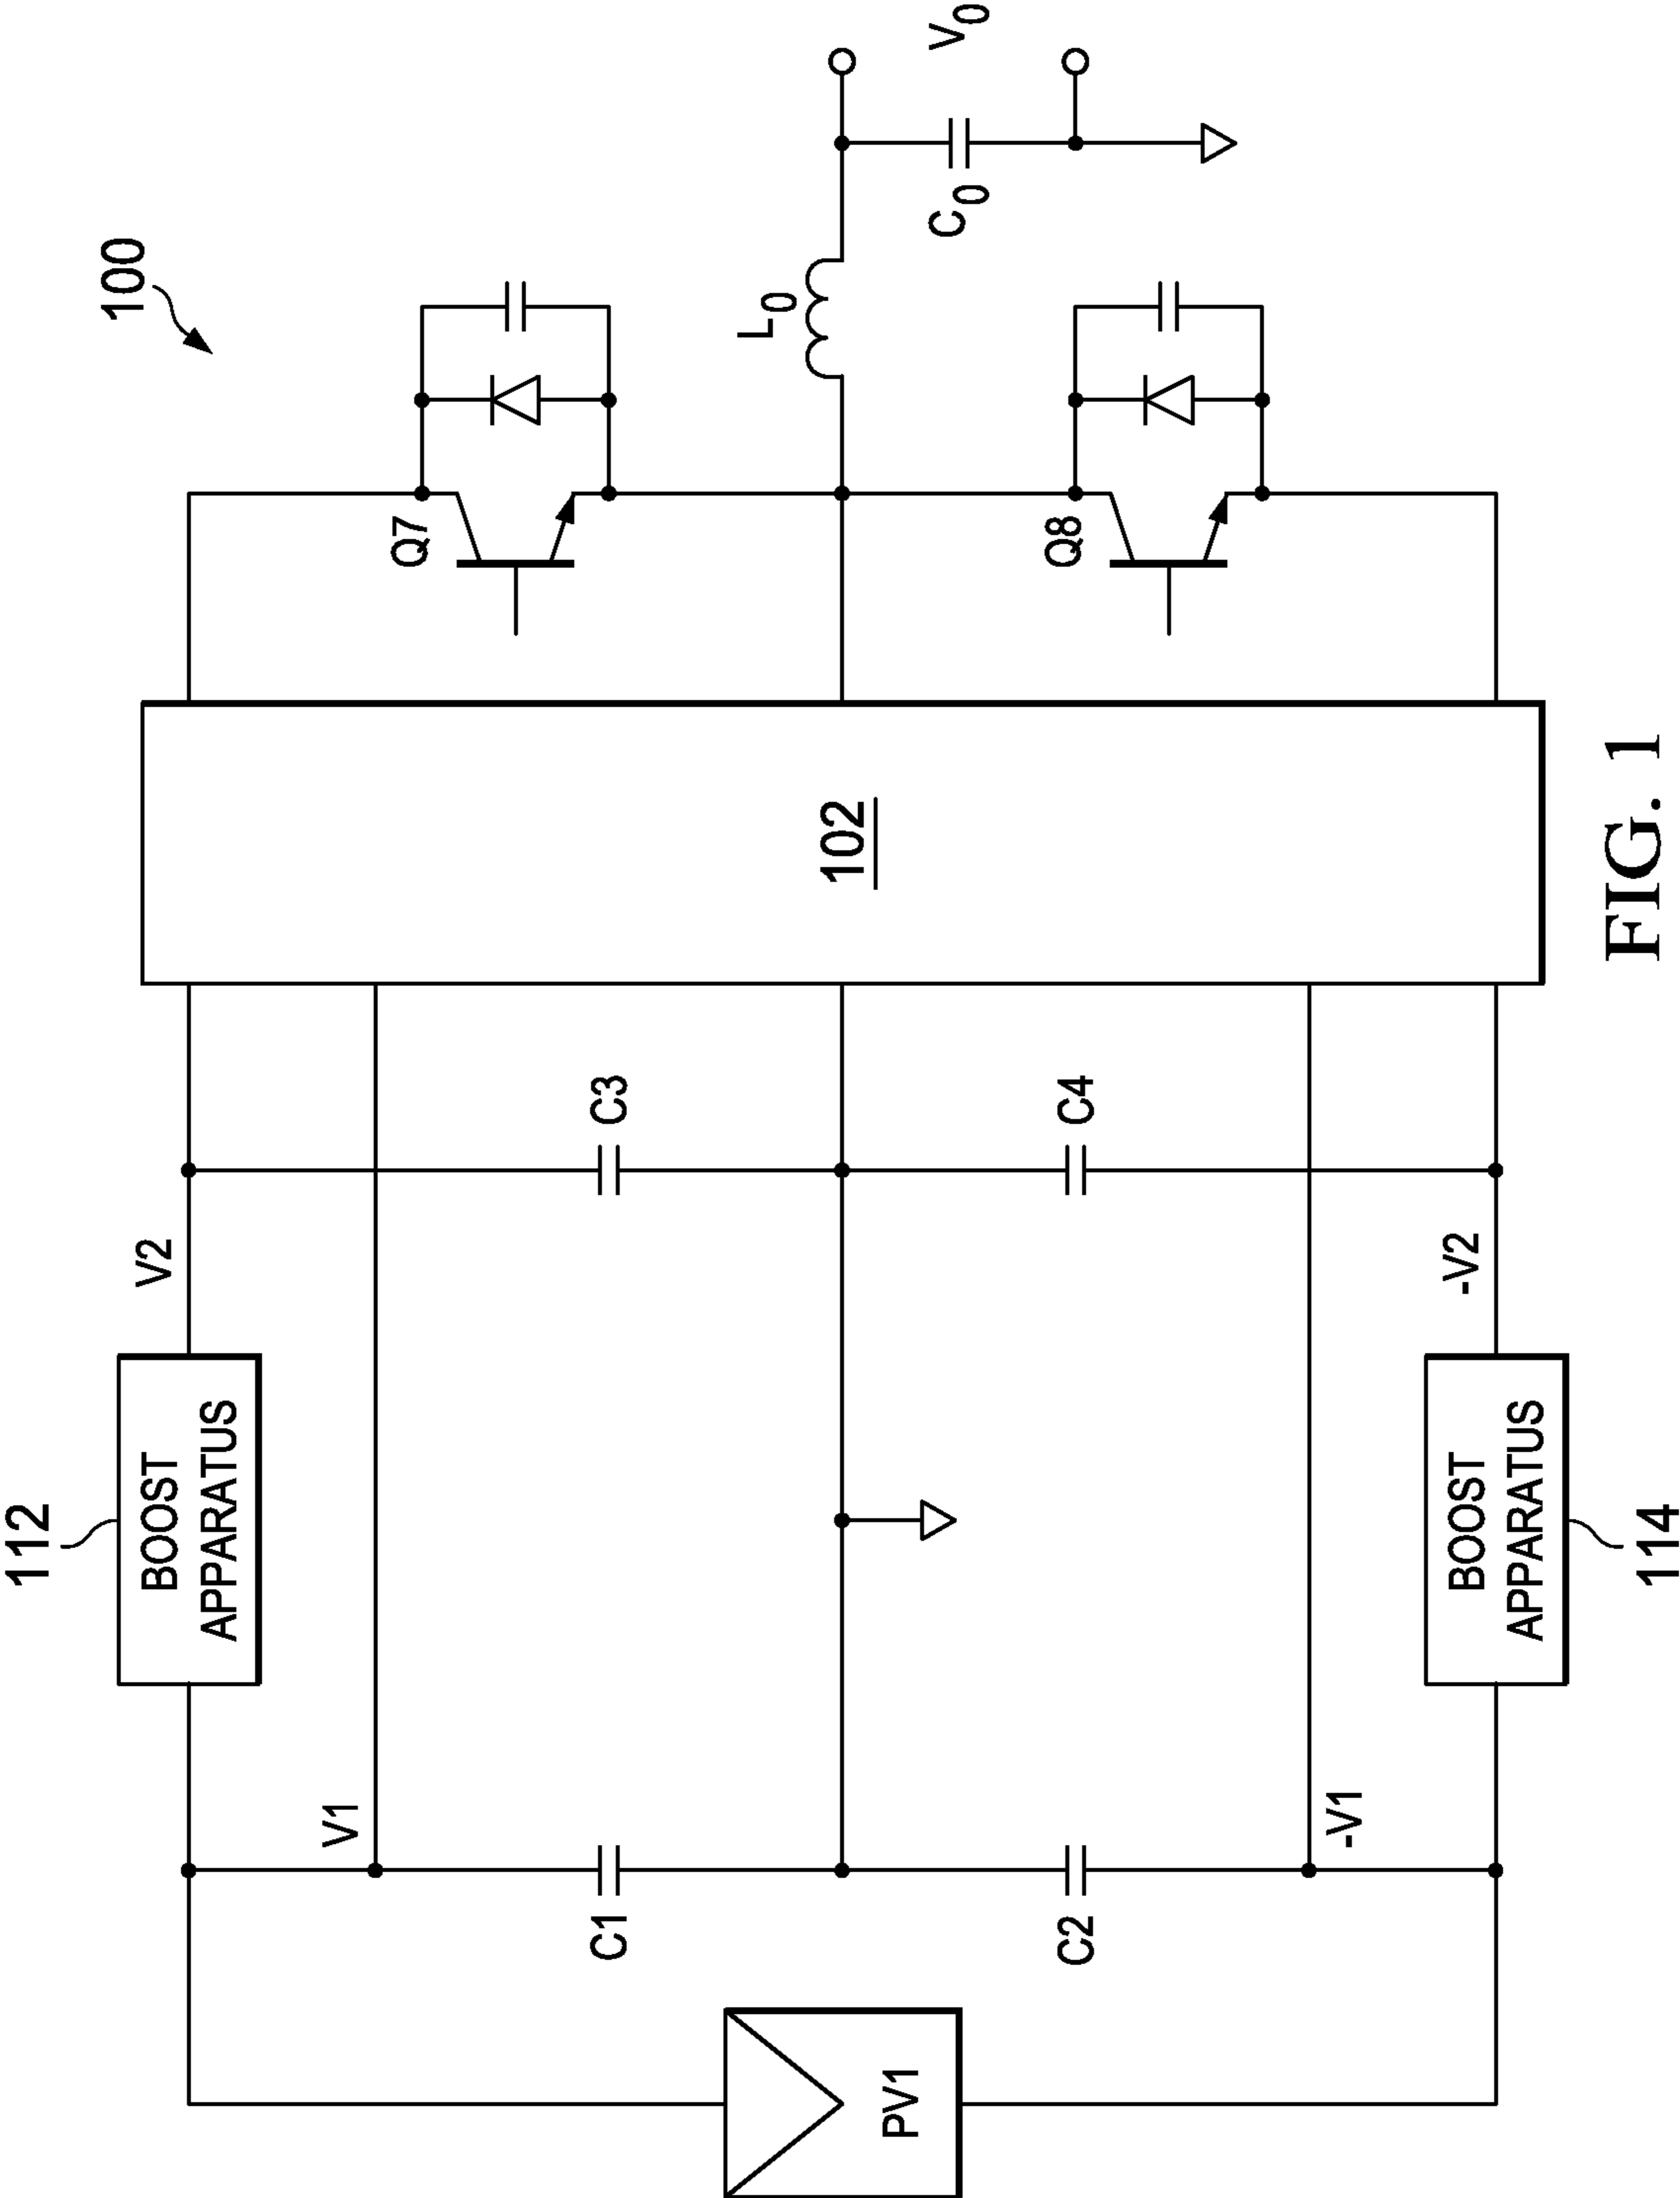 100
112
BOOST
APPARATUS
V2
V1
Q7
C1
C3
L0
V0
C0
PV1
102
C2
C4
Q8
-V1
-V2
BOOST
APPARATUS
114
FIG. 1